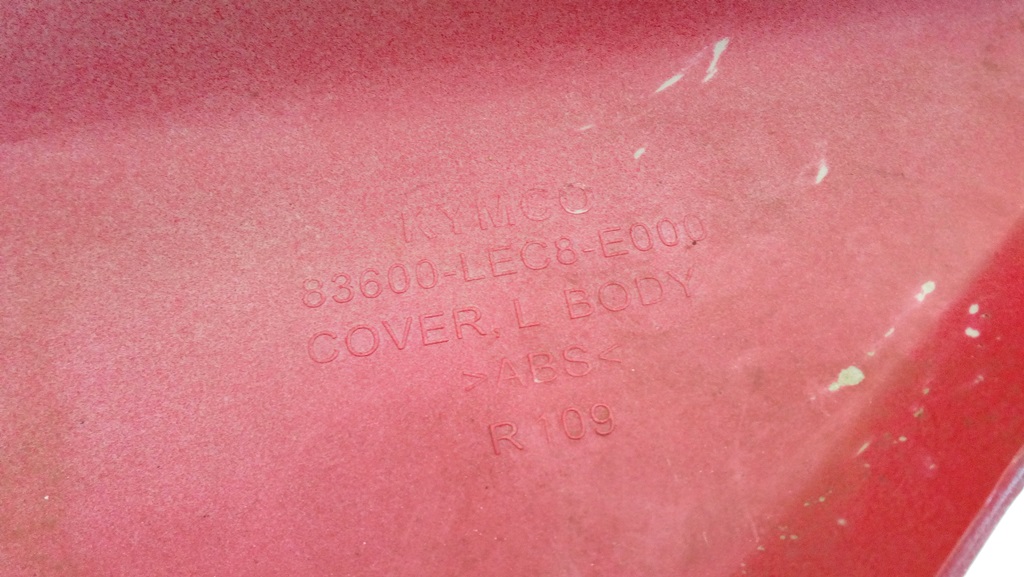 KYMCO
83600-LEC8-E000
COVER, L BODY
>ABS<
R 109